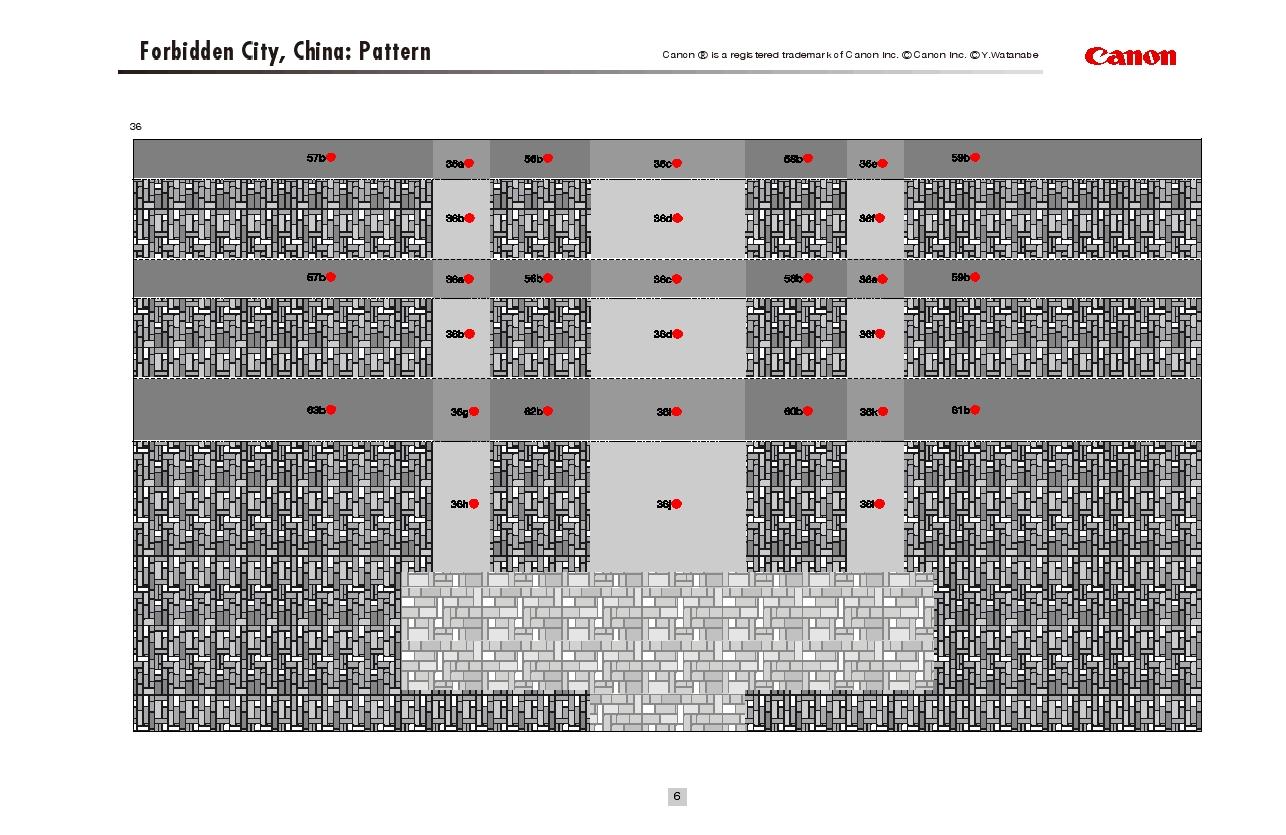 Forbidden City, China: Pattern
Canon ® is a registered trademark of Canon Inc. © Canon Inc. © Y.Watanabe
Canon
36
57b 36a 56b 36c 58b 36e 59b
36b 36d 36f
57b 36a 56b 36c 58b 36e 59b
36b 36d 36f
63b 36g 62b 36i 60b 36k 61b
36h 36j 36l
6